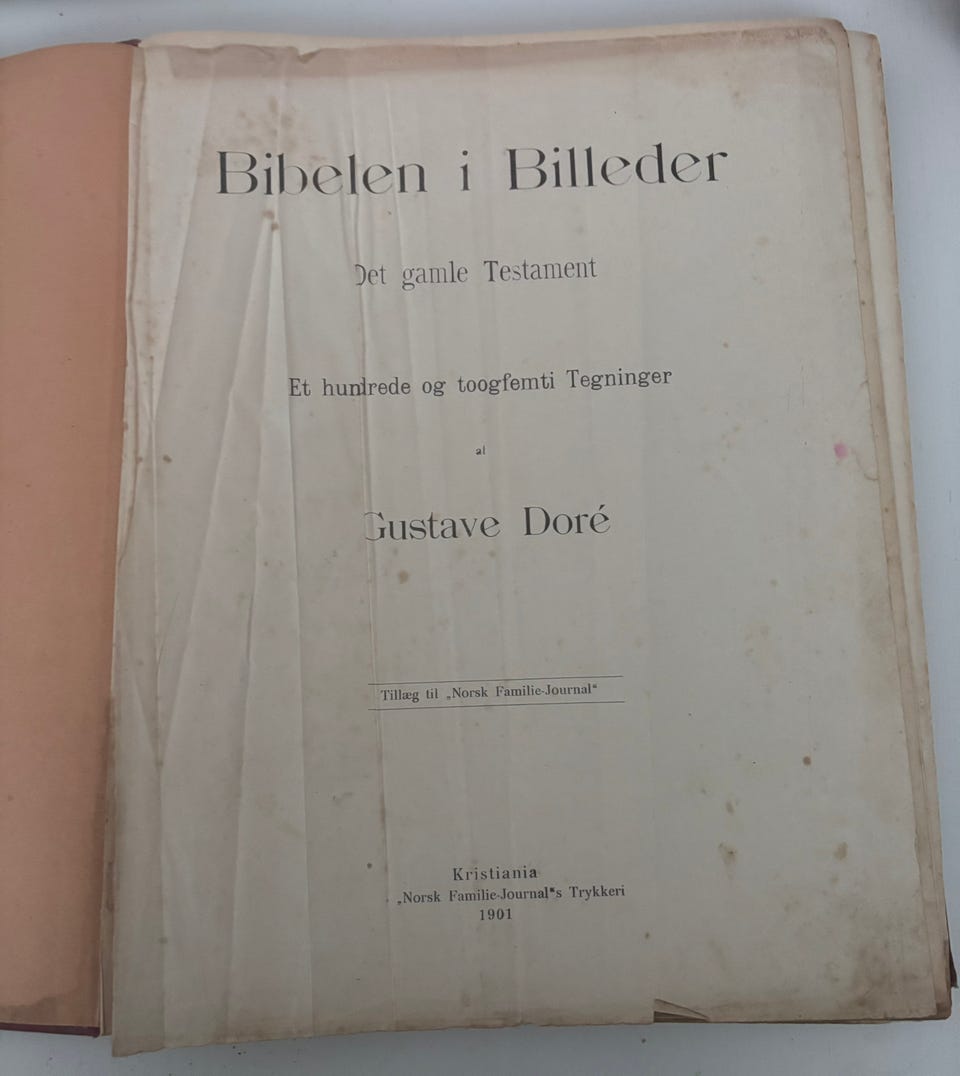 Bibelen i Billeder
Det gamle Testament
Et hundrede og toogfemti Tegninger
af
Gustave Doré
Tillæg til „Norsk Familie-Journal“
Kristiania
„Norsk Familie-Journal“s Trykkeri
1901